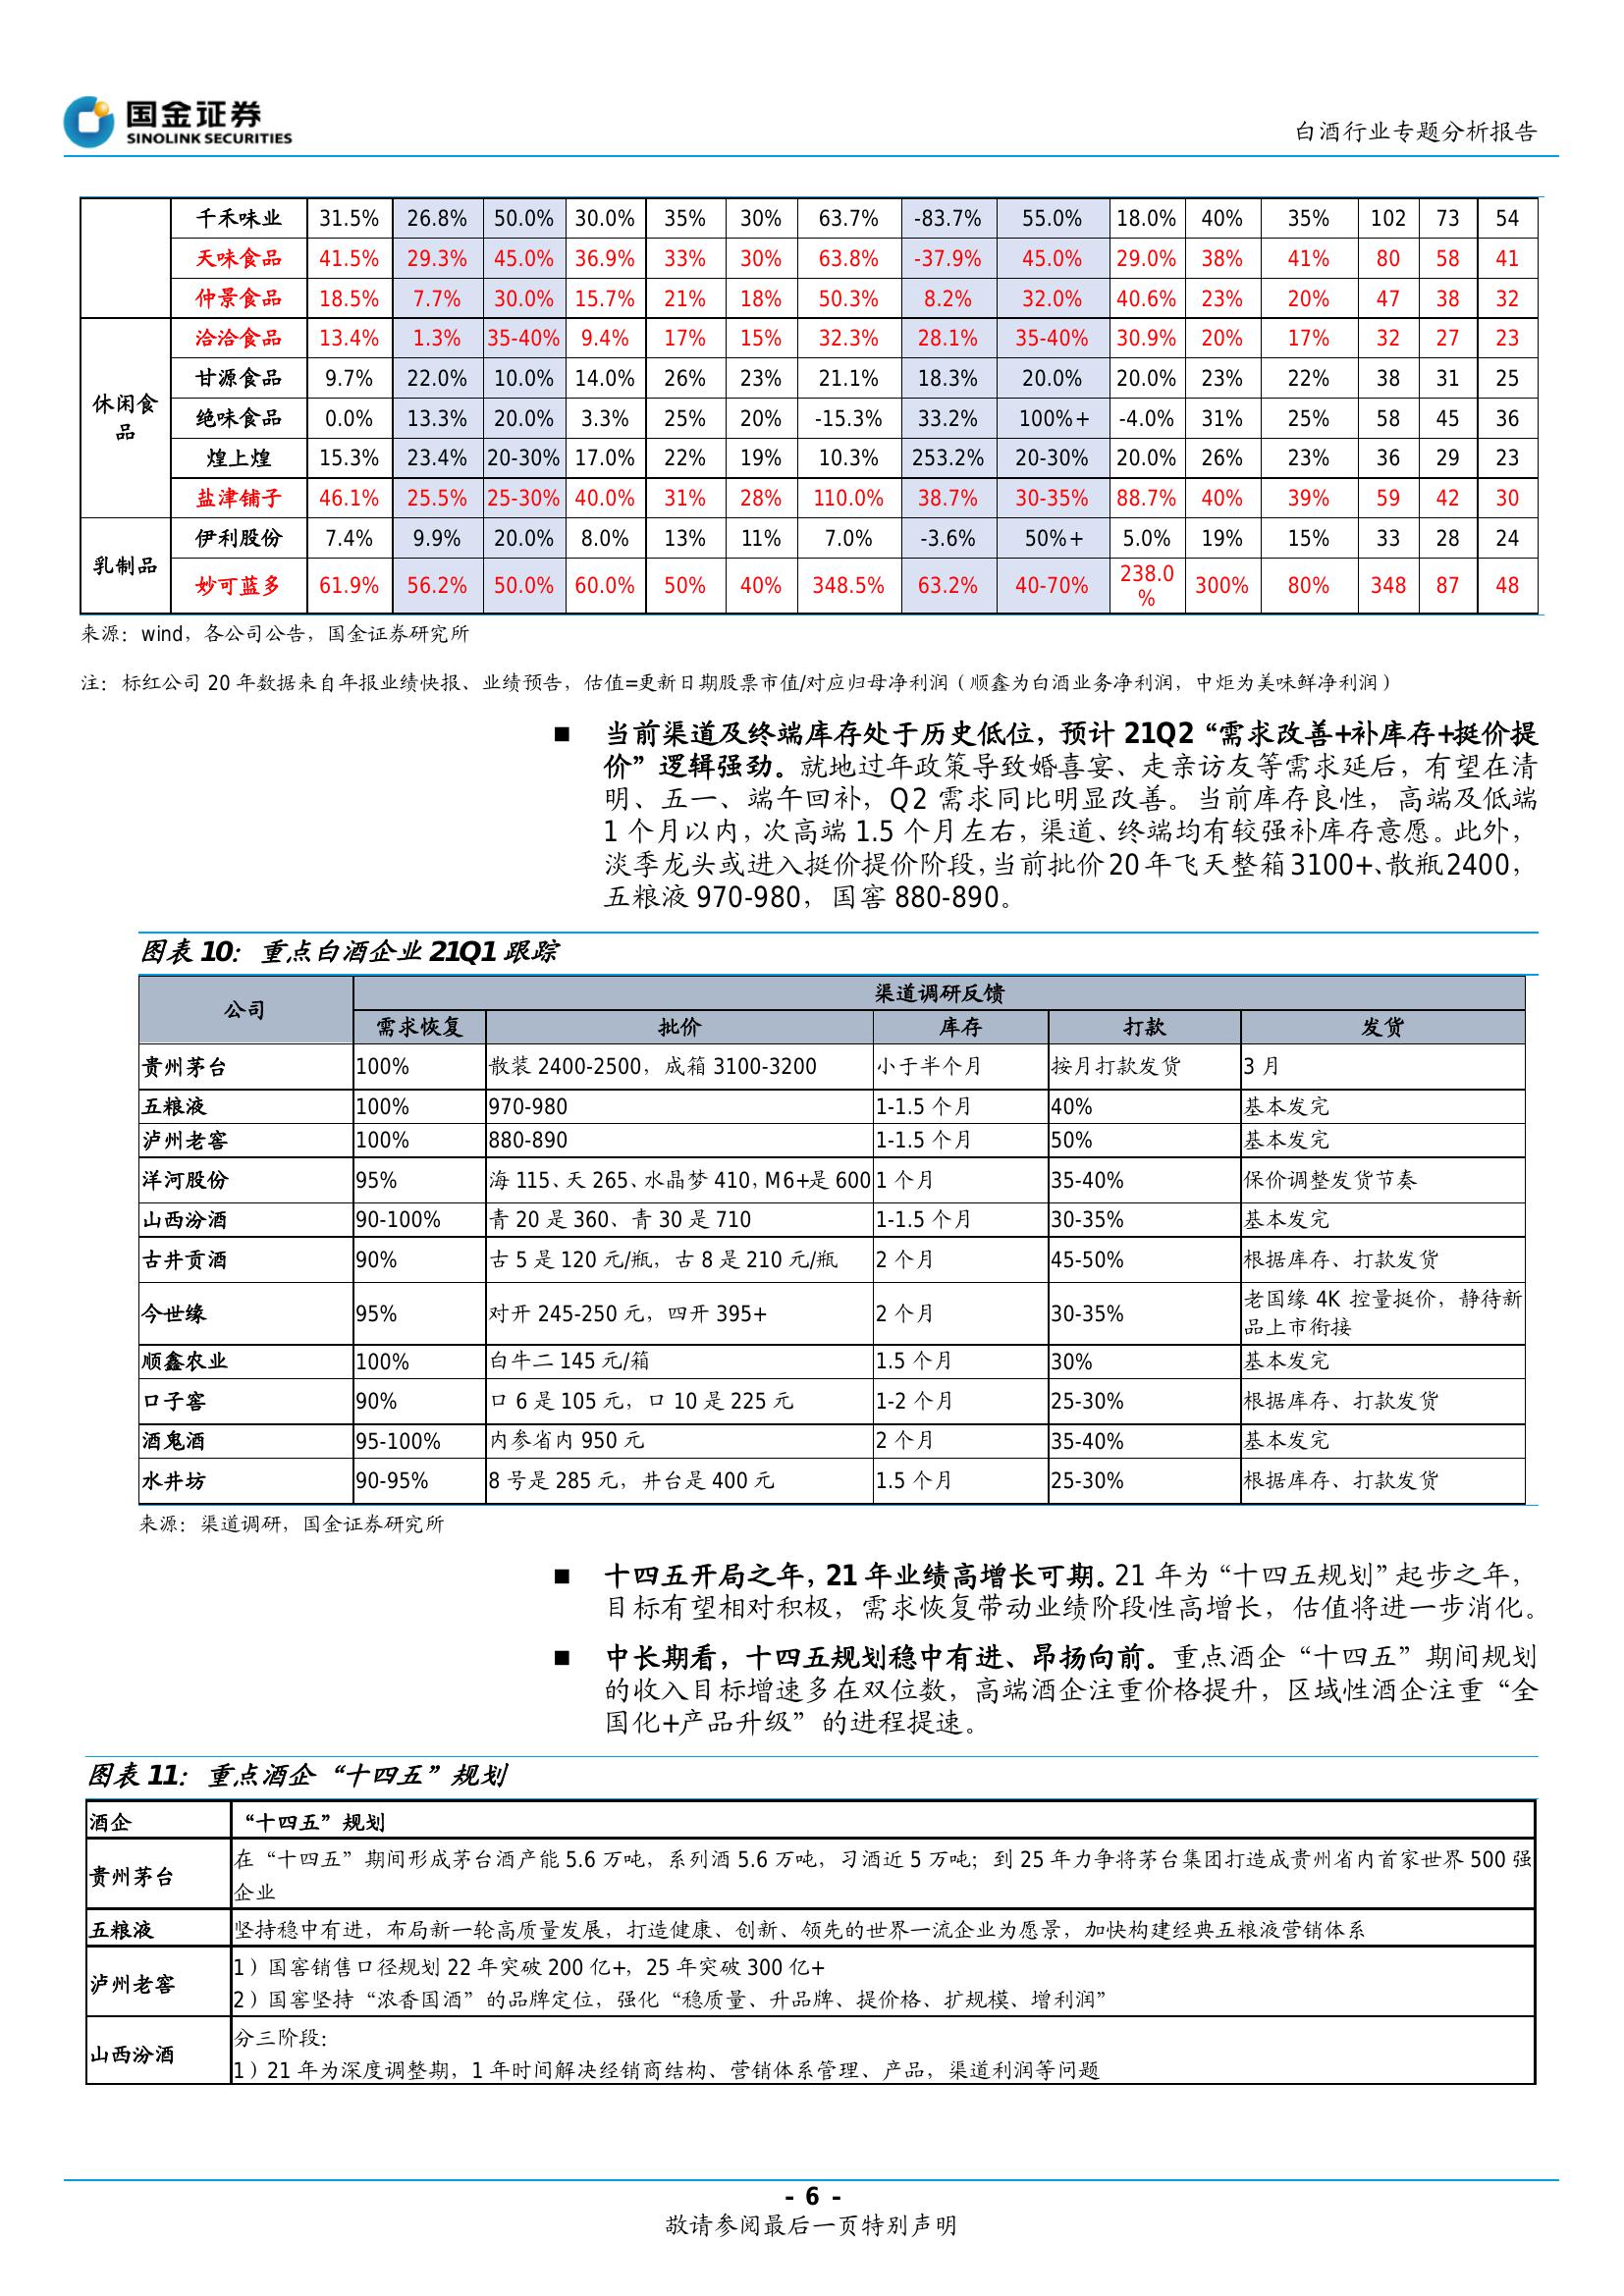 国金证券
SINOLINK SECURITIES
白酒行业专题分析报告
千禾味业 31.5% 26.8% 50.0% 30.0% 35% 30% 63.7% -83.7% 55.0% 18.0% 40% 35% 102 73 54
天味食品 41.5% 29.3% 45.0% 36.9% 33% 30% 63.8% -37.9% 45.0% 29.0% 38% 41% 80 58 41
仲景食品 18.5% 7.7% 30.0% 15.7% 21% 18% 50.3% 8.2% 32.0% 40.6% 23% 20% 47 38 32
休闲食
品
洽洽食品 13.4% 1.3% 35-40% 9.4% 17% 15% 32.3% 28.1% 35-40% 30.9% 20% 17% 32 27 23
甘源食品 9.7% 22.0% 10.0% 14.0% 26% 23% 21.1% 18.3% 20.0% 20.0% 23% 22% 38 31 25
绝味食品 0.0% 13.3% 20.0% 3.3% 25% 20% -15.3% 33.2% 100%+ -4.0% 31% 25% 58 45 36
煌上煌 15.3% 23.4% 20-30% 17.0% 22% 19% 10.3% 253.2% 20-30% 20.0% 26% 23% 36 29 23
盐津铺子 46.1% 25.5% 25-30% 40.0% 31% 28% 110.0% 38.7% 30-35% 88.7% 40% 39% 59 42 30
乳制品
伊利股份 7.4% 9.9% 20.0% 8.0% 13% 11% 7.0% -3.6% 50%+ 5.0% 19% 15% 33 28 24
妙可蓝多 61.9% 56.2% 50.0% 60.0% 50% 40% 348.5% 63.2% 40-70% 238.0% 300% 80% 348 87 48
来源：wind，各公司公告，国金证券研究所
注：标红公司 20 年数据来自年报业绩快报、业绩预告，估值=更新日期股票市值/对应归母净利润（顺鑫为白酒业务净利润，中炬为美味鲜净利润）
■ 当前渠道及终端库存处于历史低位，预计 21Q2“需求改善+补库存+挺价提
价”逻辑强劲。就地过年政策导致婚喜宴、走亲访友等需求延后，有望在清
明、五一、端午回补，Q2 需求同比明显改善。当前库存良性，高端及低端
1 个月以内，次高端 1.5 个月左右，渠道、终端均有较强补库存意愿。此外，
淡季龙头或进入挺价提价阶段，当前批价 20 年飞天整箱 3100+、散瓶 2400，
五粮液 970-980，国窖 880-890。
图表 10：重点白酒企业 21Q1 跟踪
公司 渠道调研反馈
需求恢复 批价 库存 打款 发货
贵州茅台 100% 散装 2400-2500，成箱 3100-3200 小于半个月 按月打款发货 3 月
五粮液 100% 970-980 1-1.5 个月 40% 基本发完
泸州老窖 100% 880-890 1-1.5 个月 50% 基本发完
洋河股份 95% 海 115、天 265、水晶梦 410，M6+是 600 1 个月 35-40% 保价调整发货节奏
山西汾酒 90-100% 青 20 是 360、青 30 是 710 1-1.5 个月 30-35% 基本发完
古井贡酒 90% 古 5 是 120 元/瓶，古 8 是 210 元/瓶 2 个月 45-50% 根据库存、打款发货
今世缘 95% 对开 245-250 元，四开 395+ 2 个月 30-35% 老国缘 4K 控量挺价，静待新
品上市衔接
顺鑫农业 100% 白牛二 145 元/箱 1.5 个月 30% 基本发完
口子窖 90% 口 6 是 105 元，口 10 是 225 元 1-2 个月 25-30% 根据库存、打款发货
酒鬼酒 95-100% 内参省内 950 元 2 个月 35-40% 基本发完
水井坊 90-95% 8 号是 285 元，井台是 400 元 1.5 个月 25-30% 根据库存、打款发货
来源：渠道调研，国金证券研究所
■ 十四五开局之年，21 年业绩高增长可期。21 年为“十四五规划”起步之年，
目标有望相对积极，需求恢复带动业绩阶段性高增长，估值将进一步消化。
■ 中长期看，十四五规划稳中有进、昂扬向前。重点酒企“十四五”期间规划
的收入目标增速多在双位数，高端酒企注重价格提升，区域性酒企注重“全
国化+产品升级”的进程提速。
图表 11：重点酒企“十四五”规划
酒企 “十四五”规划
贵州茅台 在“十四五”期间形成茅台酒产能 5.6 万吨，系列酒 5.6 万吨，习酒近 5 万吨；到 25 年力争将茅台集团打造成贵州省内首家世界 500 强
企业
五粮液 坚持稳中有进，布局新一轮高质量发展，打造健康、创新、领先的世界一流企业为愿景，加快构建经典五粮液营销体系
泸州老窖 1）国窖销售口径规划 22 年突破 200 亿+，25 年突破 300 亿+
2）国窖坚持“浓香国酒”的品牌定位，强化“稳质量、升品牌、提价格、扩规模、增利润”
山西汾酒 分三阶段：
1）21 年为深度调整期，1 年时间解决经销商结构、营销体系管理、产品，渠道利润等问题
- 6 -
敬请参阅最后一页特别声明